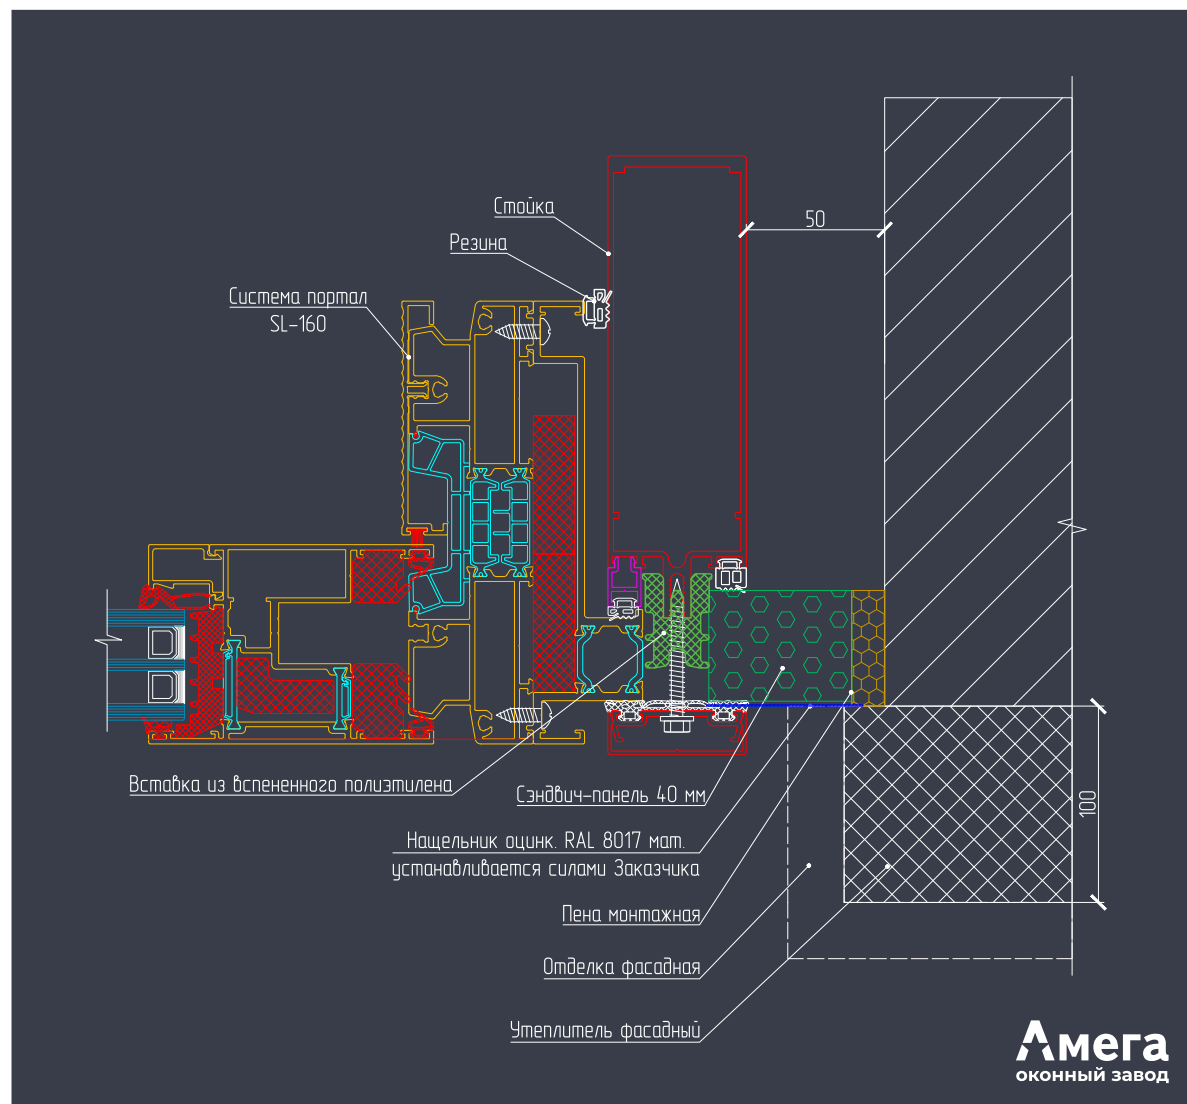 Стойка
50
Резина
Система портал
SL-160
Вставка из вспененного полиэтилена
Сэндвич-панель 40 мм
100
Нащельник оцинк. RAL 8017 мат.
устанавливается силами Заказчика
Пена монтажная
Отделка фасадная
Утеплитель фасадный
Амега
оконный завод